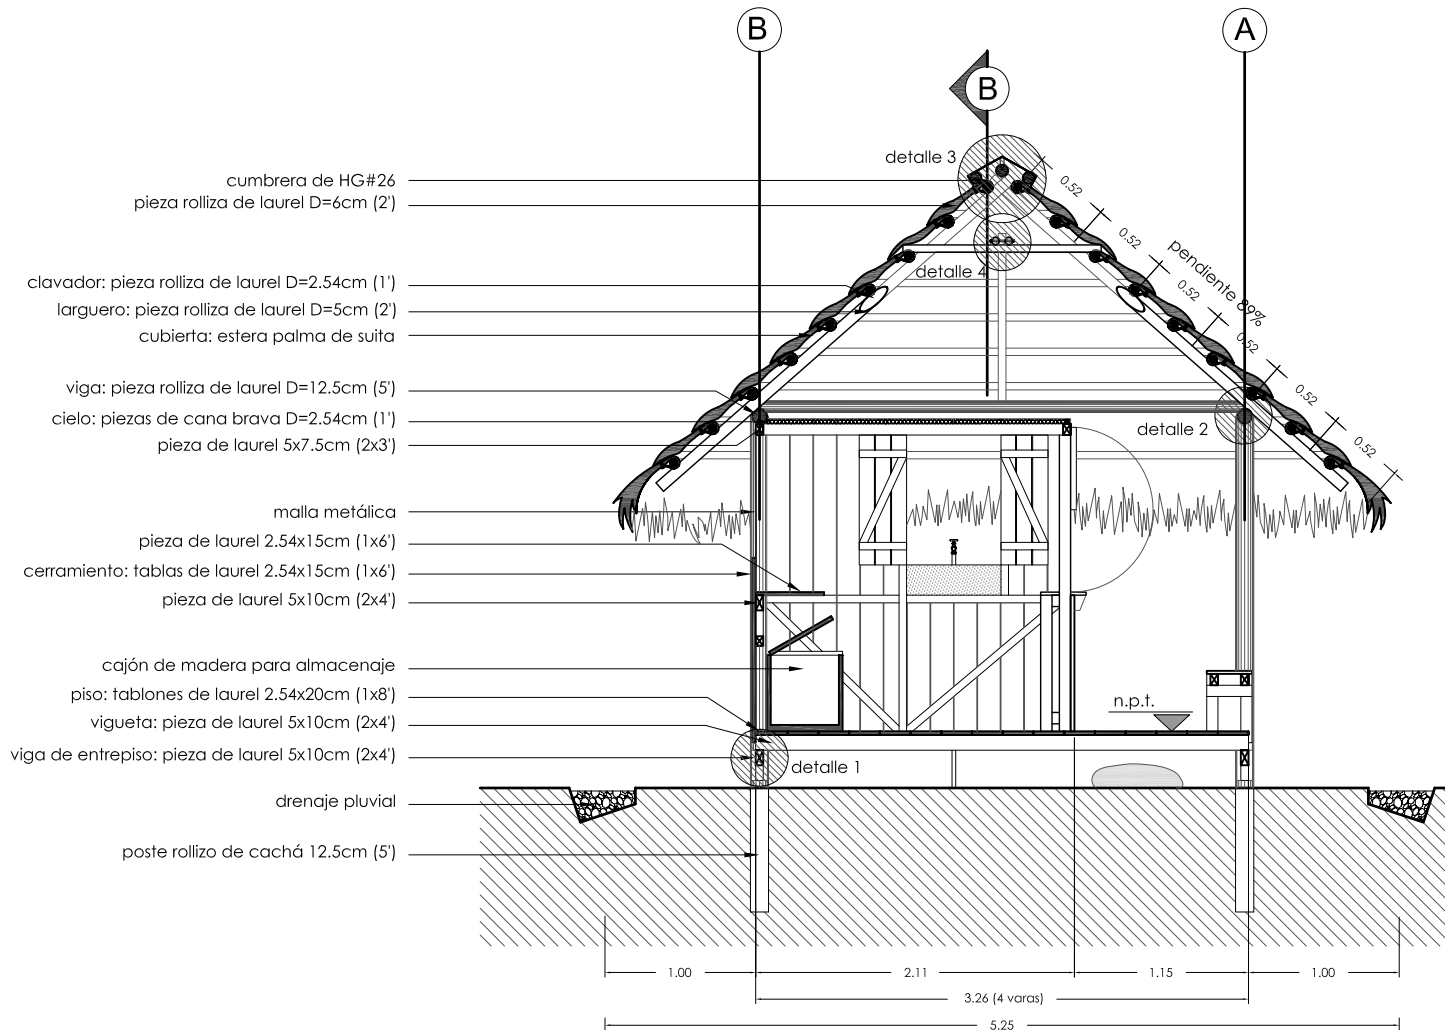 B
A
B
detalle 3
cumbrera de HG#26
pieza rolliza de laurel D=6cm (2')
0.52
0.52
pendiente 89%
detalle 4
clavador: pieza rolliza de laurel D=2.54cm (1')
0.52
larguero: pieza rolliza de laurel D=5cm (2')
cubierta: estera palma de suita
0.52
viga: pieza rolliza de laurel D=12.5cm (5')
0.52
cielo: piezas de cana brava D=2.54cm (1')
detalle 2
pieza de laurel 5x7.5cm (2x3')
0.52
malla metálica
pieza de laurel 2.54x15cm (1x6')
cerramiento: tablas de laurel 2.54x15cm (1x6')
pieza de laurel 5x10cm (2x4')
cajón de madera para almacenaje
piso: tablones de laurel 2.54x20cm (1x8')
n.p.t.
vigueta: pieza de laurel 5x10cm (2x4')
viga de entrepiso: pieza de laurel 5x10cm (2x4')
detalle 1
drenaje pluvial
poste rollizo de cachá 12.5cm (5')
1.00
2.11
1.15
1.00
3.26 (4 varas)
5.25